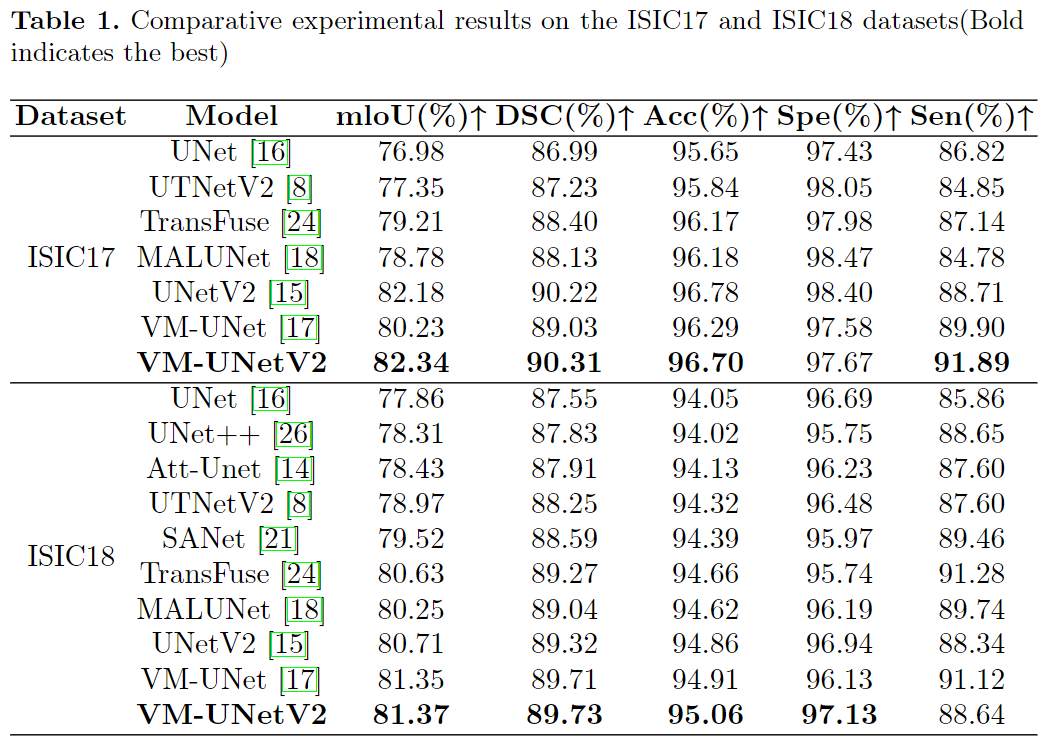 Table 1. Comparative experimental results on the ISIC17 and ISIC18 datasets(Bold
indicates the best)
Dataset Model mloU(%)↑ DSC(%)↑ Acc(%)↑ Spe(%)↑ Sen(%)↑
UNet [16] 76.98 86.99 95.65 97.43 86.82
UTNetV2 [8] 77.35 87.23 95.84 98.05 84.85
TransFuse [24] 79.21 88.40 96.17 97.98 87.14
ISIC17 MALUNet [18] 78.78 88.13 96.18 98.47 84.78
UNetV2 [15] 82.18 90.22 96.78 98.40 88.71
VM-UNet [17] 80.23 89.03 96.29 97.58 89.90
VM-UNetV2 82.34 90.31 96.70 97.67 91.89
UNet [16] 77.86 87.55 94.05 96.69 85.86
UNet++ [26] 78.31 87.83 94.02 95.75 88.65
Att-Unet [14] 78.43 87.91 94.13 96.23 87.60
UTNetV2 [8] 78.97 88.25 94.32 96.48 87.60
SANet [21] 79.52 88.59 94.39 95.97 89.46
ISIC18
TransFuse [24] 80.63 89.27 94.66 95.74 91.28
MALUNet [18] 80.25 89.04 94.62 96.19 89.74
UNetV2 [15] 80.71 89.32 94.86 96.94 88.34
VM-UNet [17] 81.35 89.71 94.91 96.13 91.12
VM-UNetV2 81.37 89.73 95.06 97.13 88.64